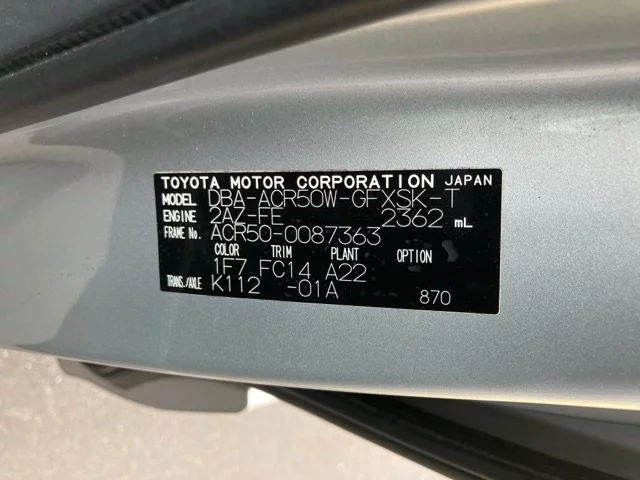 TOYOTA MOTOR CORPORATION JAPAN
MODEL DBA-ACR50W-GFXSK-T
ENGINE 2AZ-FE 2362 mL
FRAME No. ACR50-0087363
COLOR TRIM PLANT OPTION
1F7 FC14 A22
TRANS./AXLE K112 -01A
870